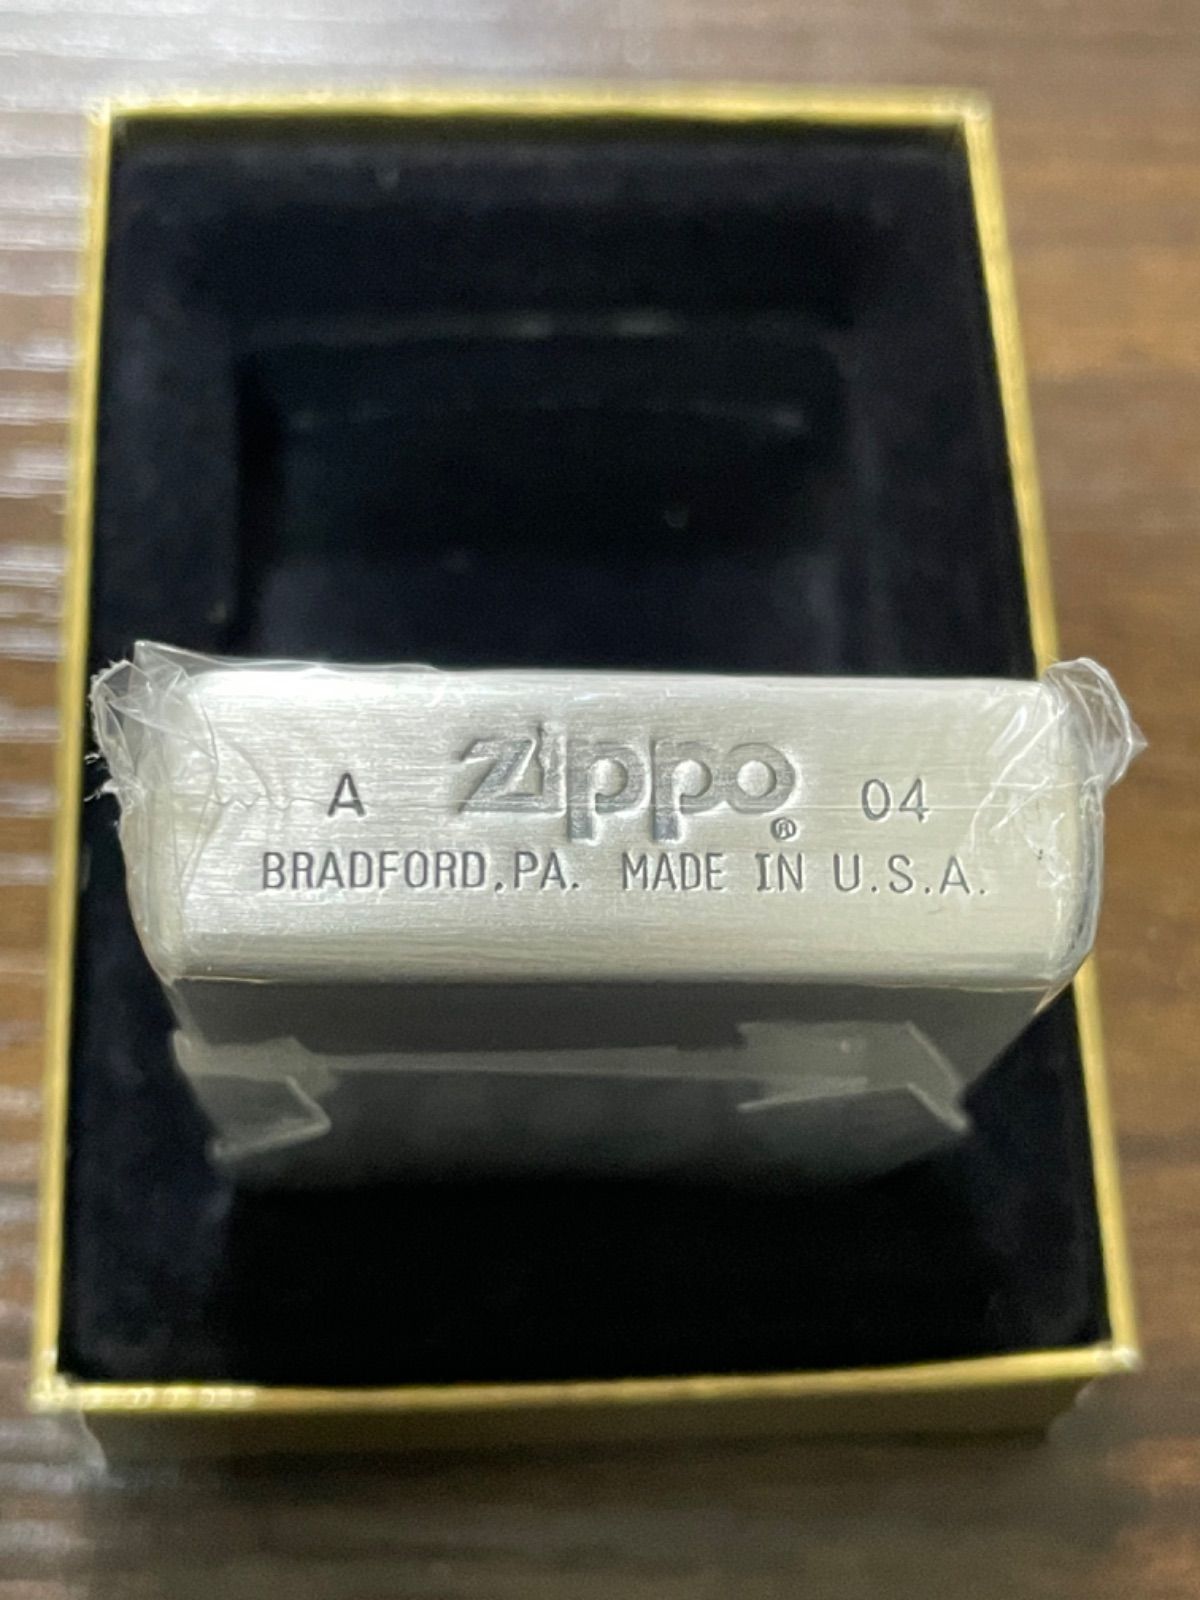 A Zippo® 04
BRADFORD, PA. MADE IN U.S.A.